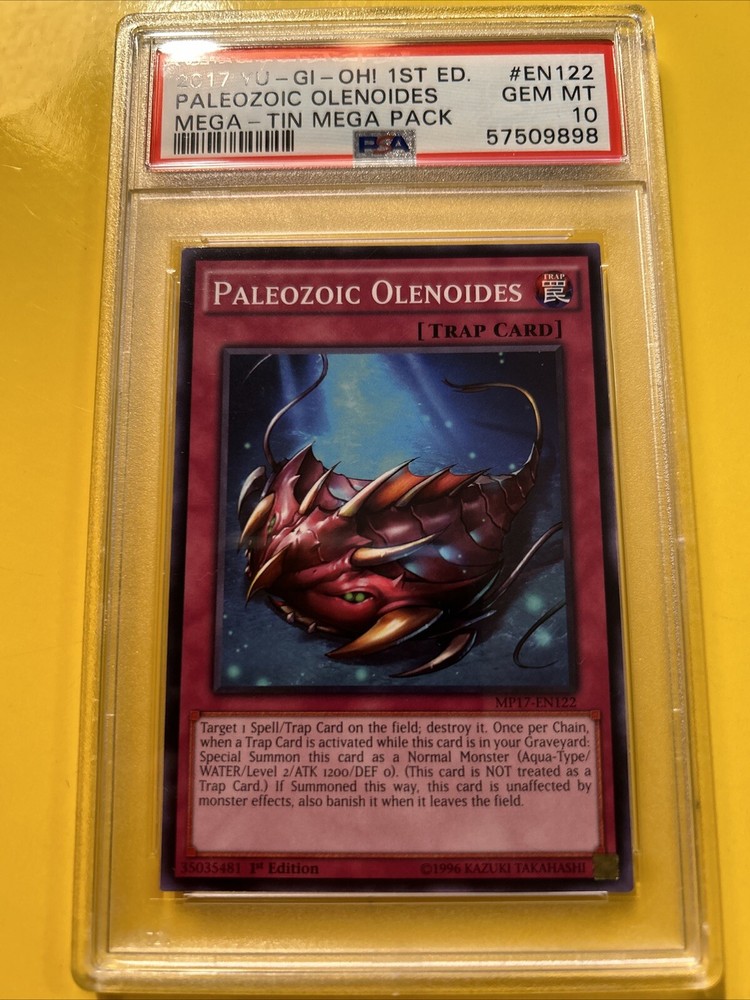 2017 YU-GI-OH! 1ST ED. #EN122
PALEOZOIC OLENOIDES GEM MT
MEGA-TIN MEGA PACK 10
PSA 57509898
PALEOZOIC OLENOIDES TRAP 罠
[TRAP CARD]
MP17-EN122
Target 1 Spell/Trap Card on the field; destroy it. Once per Chain,
when a Trap Card is activated while this card is in your Graveyard:
Special Summon this card as a Normal Monster (Aqua-Type/
WATER/Level 2/ATK 1200/DEF 0). (This card is NOT treated as a
Trap Card.) If Summoned this way, this card is unaffected by
monster effects, also banish it when it leaves the field.
35035481 1st Edition ©1996 KAZUKI TAKAHASHI